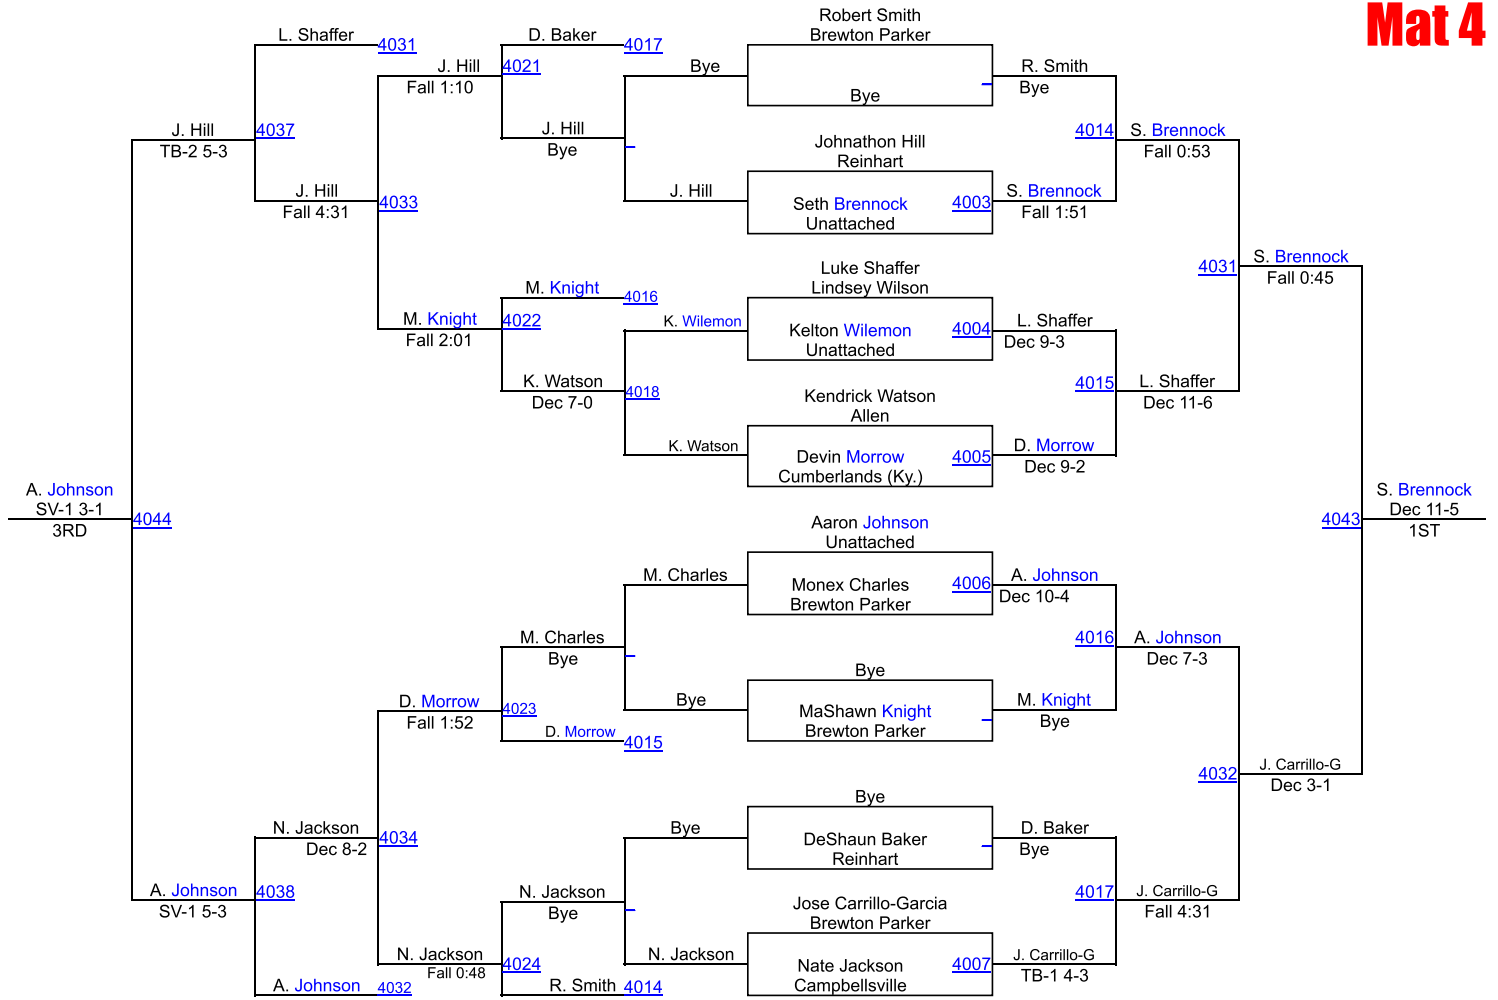 Mat 4
Robert Smith
Brewton Parker
Bye
Johnathon Hill
Reinhart
Seth Brennock
Unattached
4003
Luke Shaffer
Lindsey Wilson
Kelton Wilemon
Unattached
4004
Kendrick Watson
Allen
Devin Morrow
Cumberlands (Ky.)
4005
Aaron Johnson
Unattached
Monex Charles
Brewton Parker
4006
Bye
MaShawn Knight
Brewton Parker
Bye
DeShaun Baker
Reinhart
Jose Carrillo-Garcia
Brewton Parker
Nate Jackson
Campbellsville
4007
R. Smith
Bye
S. Brennock
Fall 1:51
L. Shaffer
Dec 9-3
D. Morrow
Dec 9-2
A. Johnson
Dec 10-4
M. Knight
Bye
D. Baker
Bye
J. Carrillo-G
TB-1 4-3
4014
S. Brennock
Fall 0:53
4015
L. Shaffer
Dec 11-6
4016
A. Johnson
Dec 7-3
4017
J. Carrillo-G
Fall 4:31
4031
S. Brennock
Fall 0:45
4032
J. Carrillo-G
Dec 3-1
4043
S. Brennock
Dec 11-5
1ST
Bye
J. Hill
K. Wilemon
K. Watson
M. Charles
Bye
Bye
N. Jackson
D. Baker
4017
J. Hill
Bye
M. Knight
4016
K. Watson
Dec 7-0
4018
M. Charles
Bye
D. Morrow
4015
N. Jackson
Bye
R. Smith
4014
J. Hill
Fall 1:10
4021
M. Knight
Fall 2:01
4022
D. Morrow
Fall 1:52
4023
N. Jackson
Fall 0:48
4024
L. Shaffer
4031
J. Hill
Fall 4:31
4033
N. Jackson
Dec 8-2
4034
A. Johnson
4032
J. Hill
TB-2 5-3
4037
A. Johnson
SV-1 5-3
4038
A. Johnson
SV-1 3-1
3RD
4044